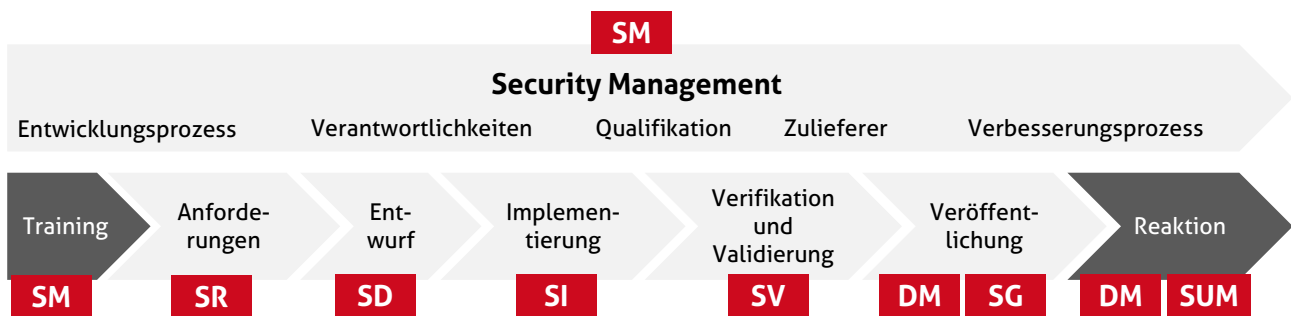 SM
Security Management
Entwicklungsprozess Verantwortlichkeiten Qualifikation Zulieferer Verbesserungsprozess
Training
Anforde-
rungen
Ent-
wurf
Implemen-
tierung
Verifikation
und
Validierung
Veröffent-
lichung
Reaktion
SM SR SD SI SV DM SG DM SUM